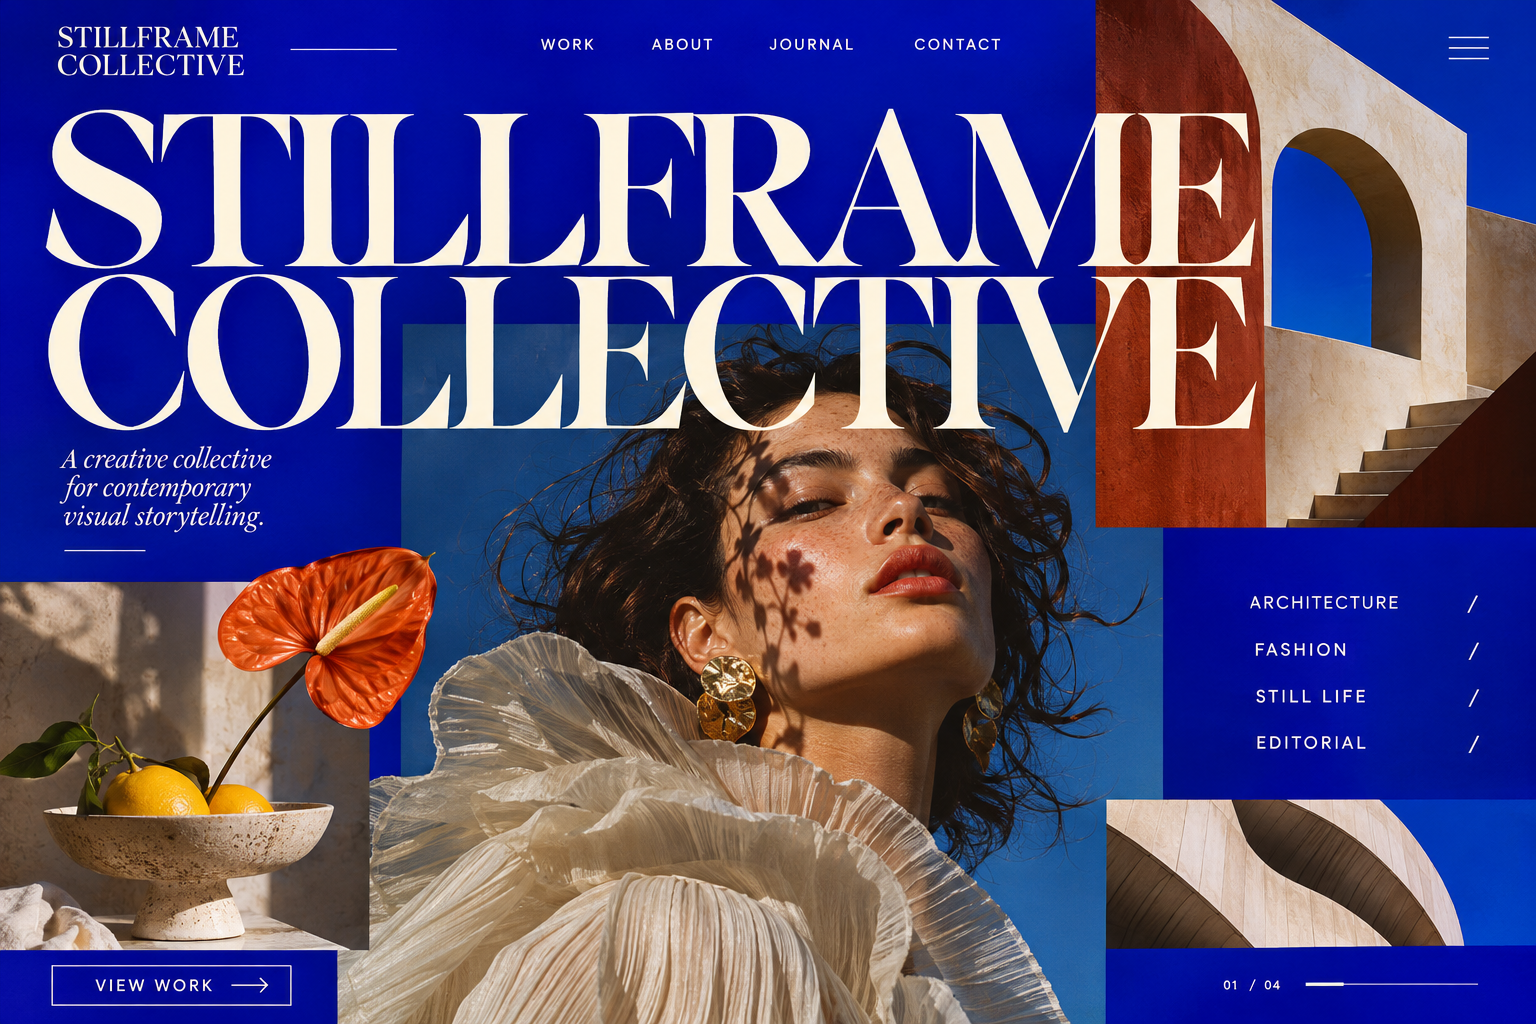 STILLFRAME
COLLECTIVE
WORK
ABOUT
JOURNAL
CONTACT
STILLFRAME
COLLECTIVE
A creative collective
for contemporary
visual storytelling.
ARCHITECTURE /
FASHION /
STILL LIFE /
EDITORIAL /
VIEW WORK →
01 / 04